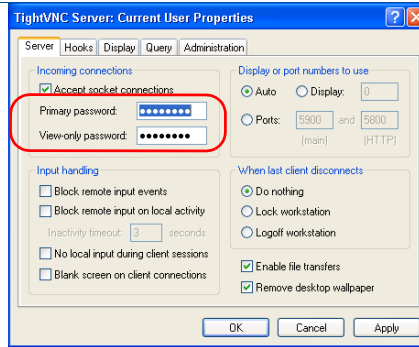 TightVNC Server: Current User Properties
Server Hooks Display Query Administration
Incoming connections
Accept socket connections
Primary password: ●●●●●●●●
View-only password: ●●●●●●●●
Display or port numbers to use
Auto Display: 0
Ports: 5900 and 5800
(main) (HTTP)
Input handling
Block remote input events
Block remote input on local activity
Inactivity timeout: 3 seconds
No local input during client sessions
Blank screen on client connections
When last client disconnects
Do nothing
Lock workstation
Logoff workstation
Enable file transfers
Remove desktop wallpaper
OK Cancel Apply